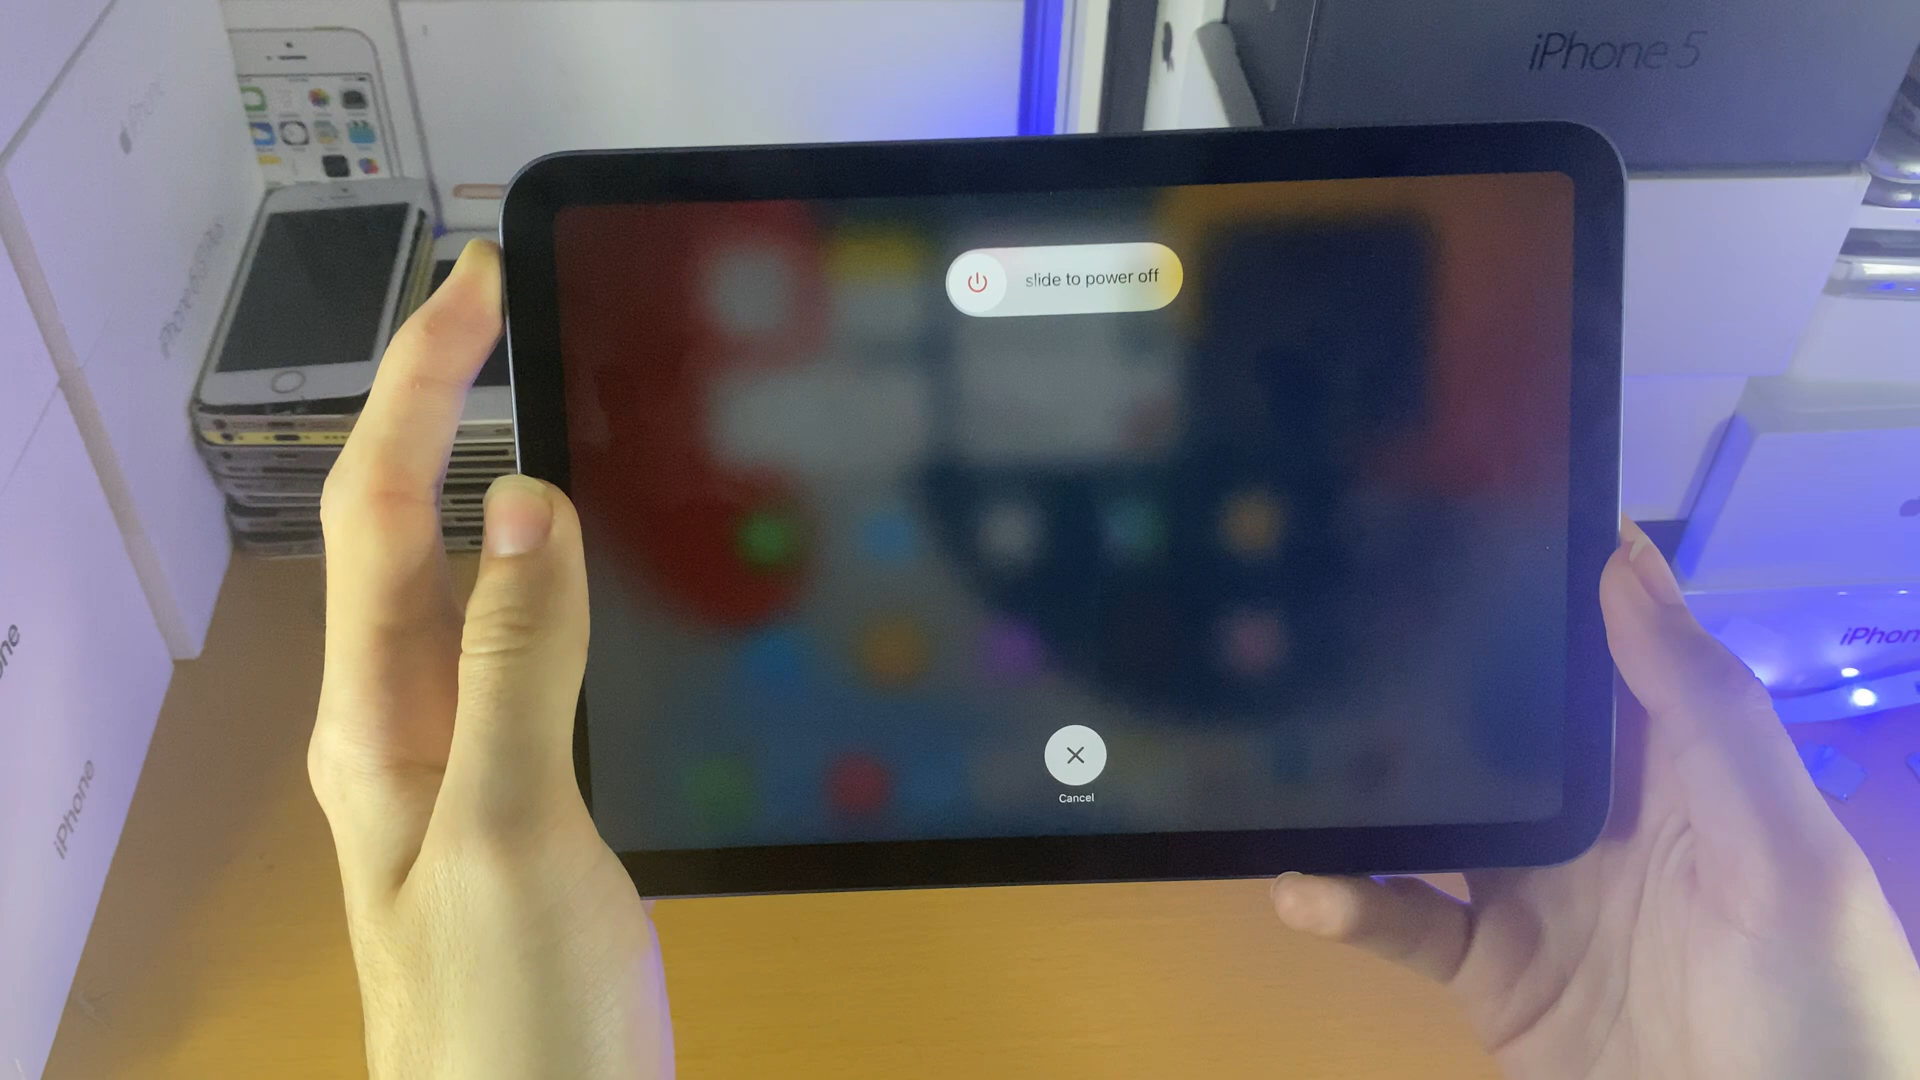 iPhone 5
slide to power off
iPhon
iPhone
Cancel